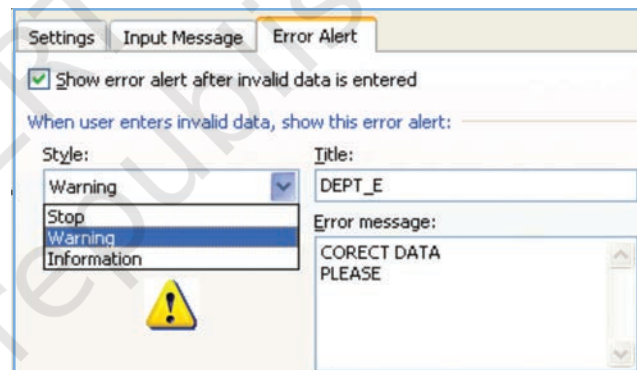 Settings Input Message Error Alert
Show error alert after invalid data is entered
When user enters invalid data, show this error alert:
Style: Title:
Warning DEPT_E
Stop
Warning
Information
Error message:
CORECT DATA
PLEASE